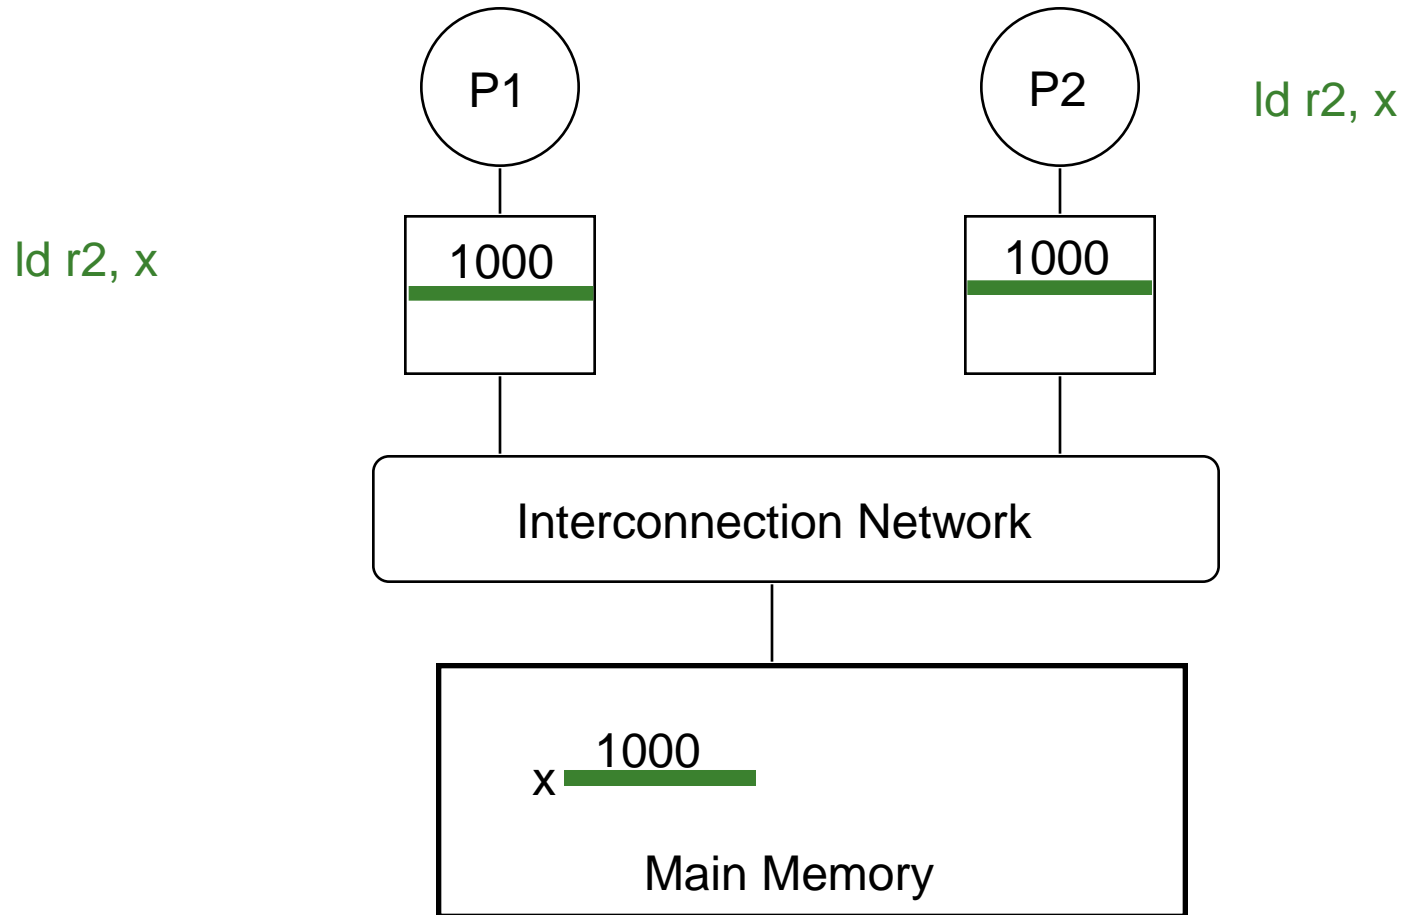 P1
P2
ld r2, x
1000
1000
ld r2, x
Interconnection Network
1000
x
Main Memory